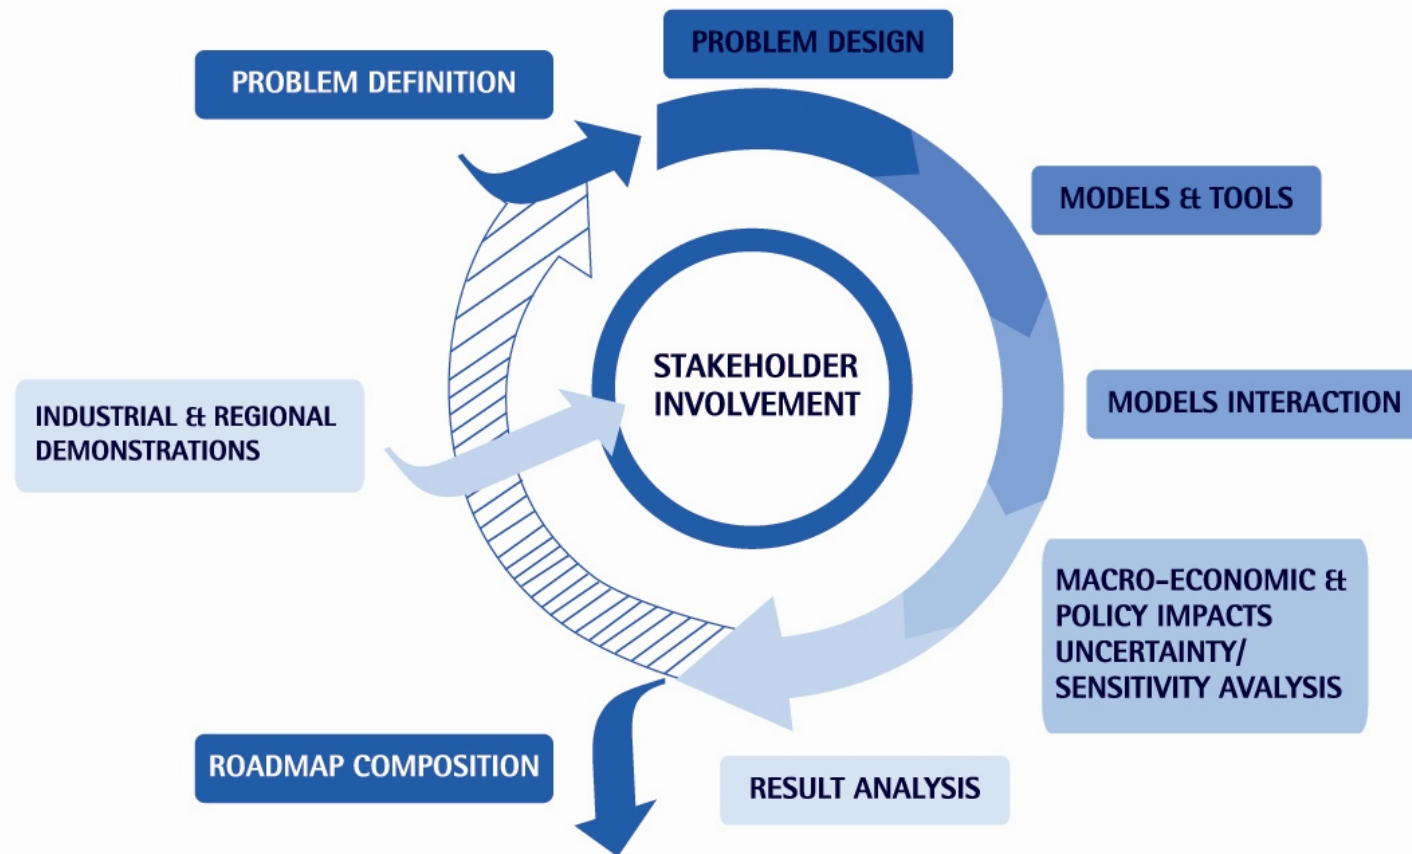 PROBLEM DESIGN
PROBLEM DEFINITION
MODELS & TOOLS
STAKEHOLDER
INVOLVEMENT
MODELS INTERACTION
INDUSTRIAL & REGIONAL
DEMONSTRATIONS
MACRO-ECONOMIC &
POLICY IMPACTS
UNCERTAINTY/
SENSITIVITY AVALYSIS
ROADMAP COMPOSITION
RESULT ANALYSIS